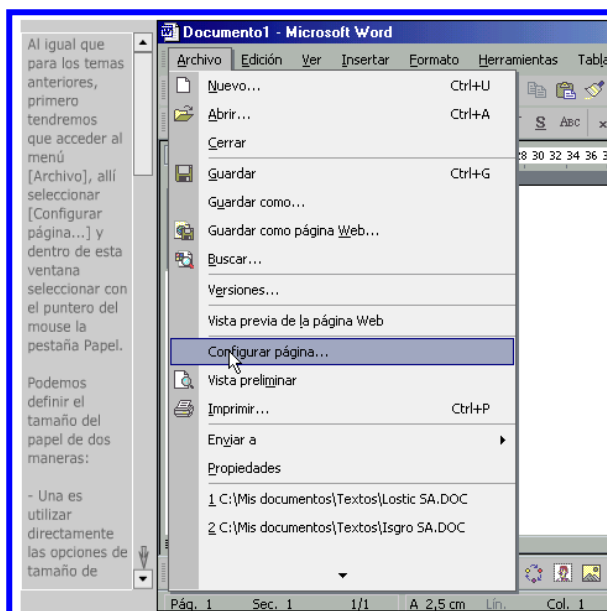 Al igual que
para los temas
anteriores,
primero
tendremos
que acceder al
menú
[Archivo], allí
seleccionar
[Configurar
página...] y
dentro de esta
ventana
seleccionar con
el puntero del
mouse la
pestaña Papel.
Podemos
definir el
tamaño del
papel de dos
maneras:
- Una es
utilizar
directamente
las opciones de
tamaño de
Documento1 - Microsoft Word
Archivo Edición Ver Insertar Formato Herramientas Tabla
Nuevo... Ctrl+U
Abrir... Ctrl+A
Cerrar
Guardar Ctrl+G
Guardar como...
Guardar como página Web...
Buscar...
Versiones...
Vista previa de la página Web
Configurar página...
Vista preliminar
Imprimir... Ctrl+P
Enviar a
Propiedades
1 C:\Mis documentos\Textos\Lostic SA.DOC
2 C:\Mis documentos\Textos\Isgro SA.DOC
S ABC x
30 32 34 36
Pág. 1 Sec. 1 1/1 A 2,5 cm Lín. Col. 1